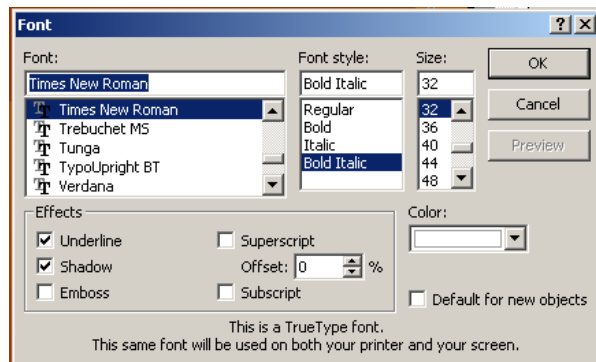 Font
Font: Font style: Size:
Times New Roman Bold Italic 32 OK
Times New Roman Regular 32 Cancel
Trebuchet MS Bold 36
Tunga Italic 40 Preview
TypoUpright BT Bold Italic 44
Verdana 48
Effects Color:
Underline Superscript
Shadow Offset: 0 %
Emboss Subscript Default for new objects
This is a TrueType font.
This same font will be used on both your printer and your screen.